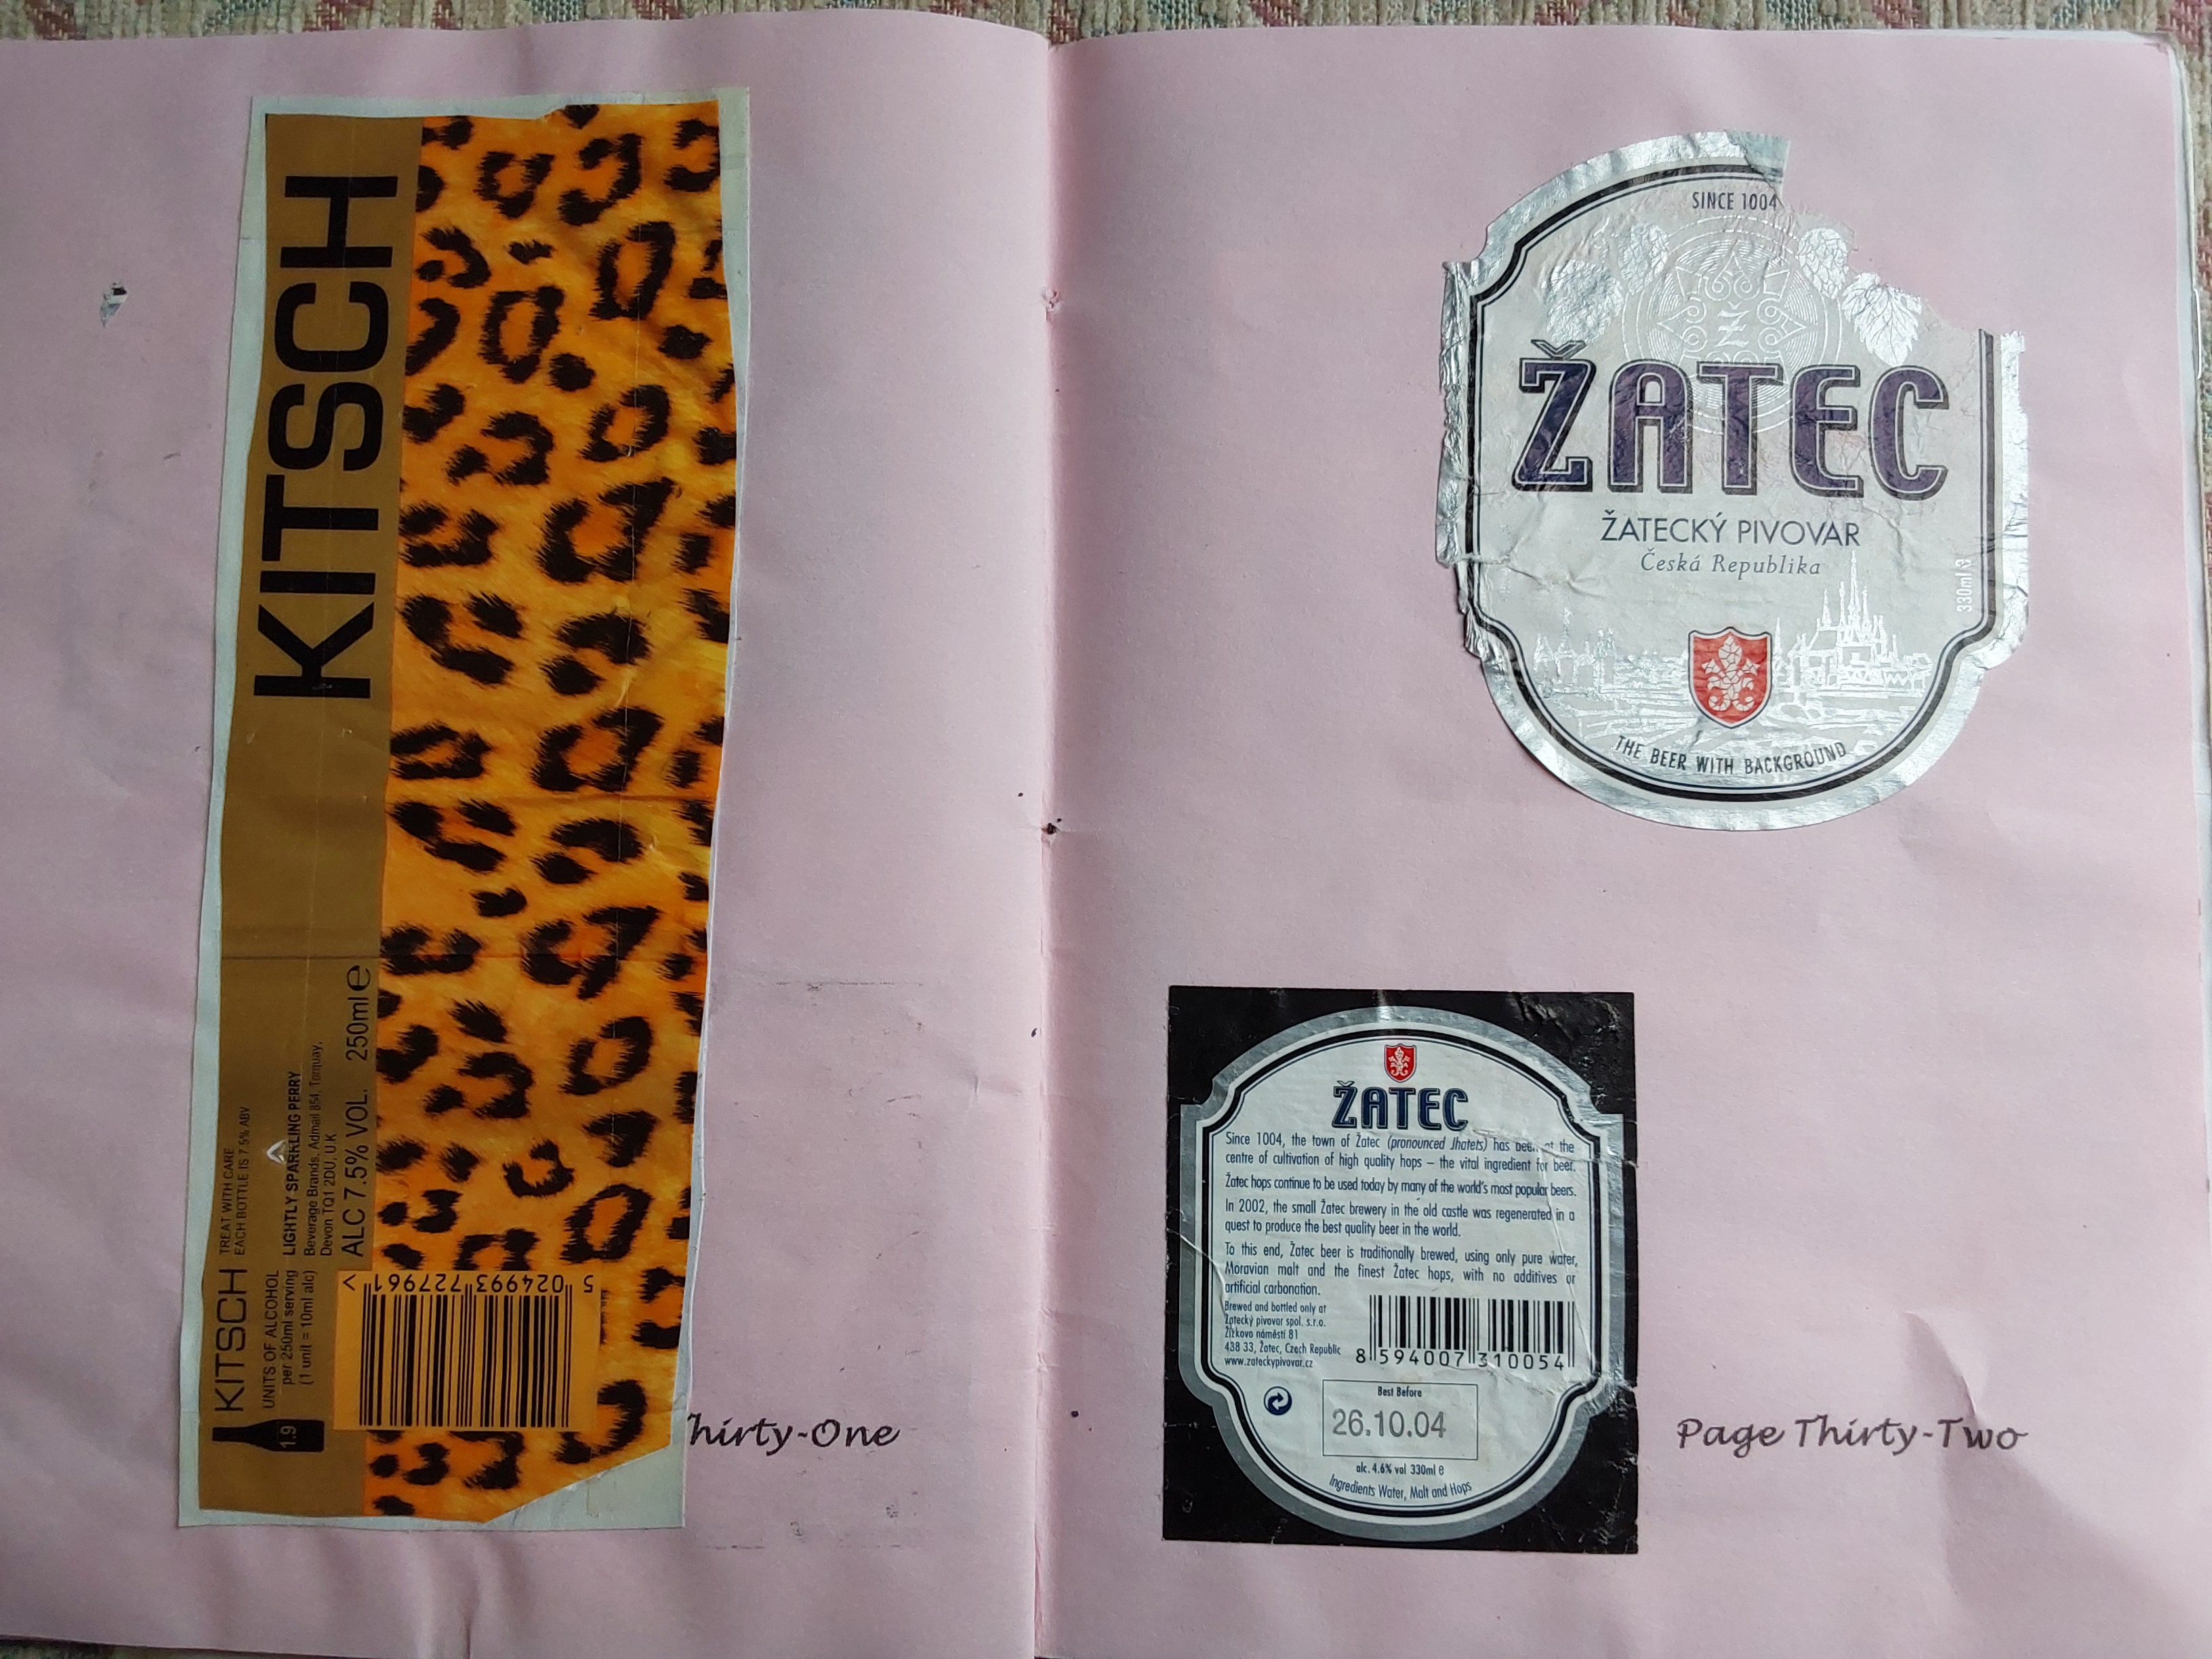 KITSCH
KITSCH
TREAT WITH CARE
EACH BOTTLE IS 7.5% ABV
UNITS OF ALCOHOL
per 250ml serving
(1 unit = 10ml alc)
1.9
LIGHTLY SPARKLING PERRY
Beverage Brands, Admail 854, Torquay,
Devon TQ1 2DU, U.K
ALC 7.5% VOL. 250ml e
5 024993 727961 >
hirty-One
SINCE 1004
Ž
ŽATEC
ŽATECKÝ PIVOVAR
Česká Republika
330ml e
THE BEER WITH BACKGROUND
ŽATEC
Since 1004, the town of Žatec (pronounced Jhatets) has been at the
centre of cultivation of high quality hops – the vital ingredient for beer.
Žatec hops continue to be used today by many of the world's most popular beers.
In 2002, the small Žatec brewery in the old castle was regenerated in a
quest to produce the best quality beer in the world.
To this end, Žatec beer is traditionally brewed, using only pure water,
Moravian malt and the finest Žatec hops, with no additives or
artificial carbonation.
Brewed and bottled only at
Žatecký pivovar spol. s.r.o.
Žižkovo náměstí 81
438 33, Žatec, Czech Republic
www.zateckypivovar.cz
8 594007 310054
Best Before
26.10.04
alc. 4.6% vol 330ml e
Ingredients Water, Malt and Hops
Page Thirty-Two